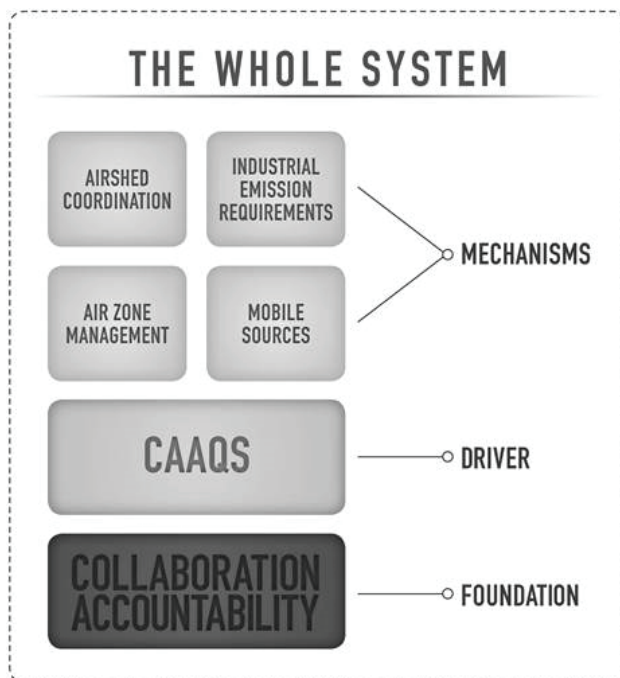 THE WHOLE SYSTEM
AIRSHED
COORDINATION
INDUSTRIAL
EMISSION
REQUIREMENTS
MECHANISMS
AIR ZONE
MANAGEMENT
MOBILE
SOURCES
CAAQS
DRIVER
COLLABORATION
ACCOUNTABILITY
FOUNDATION